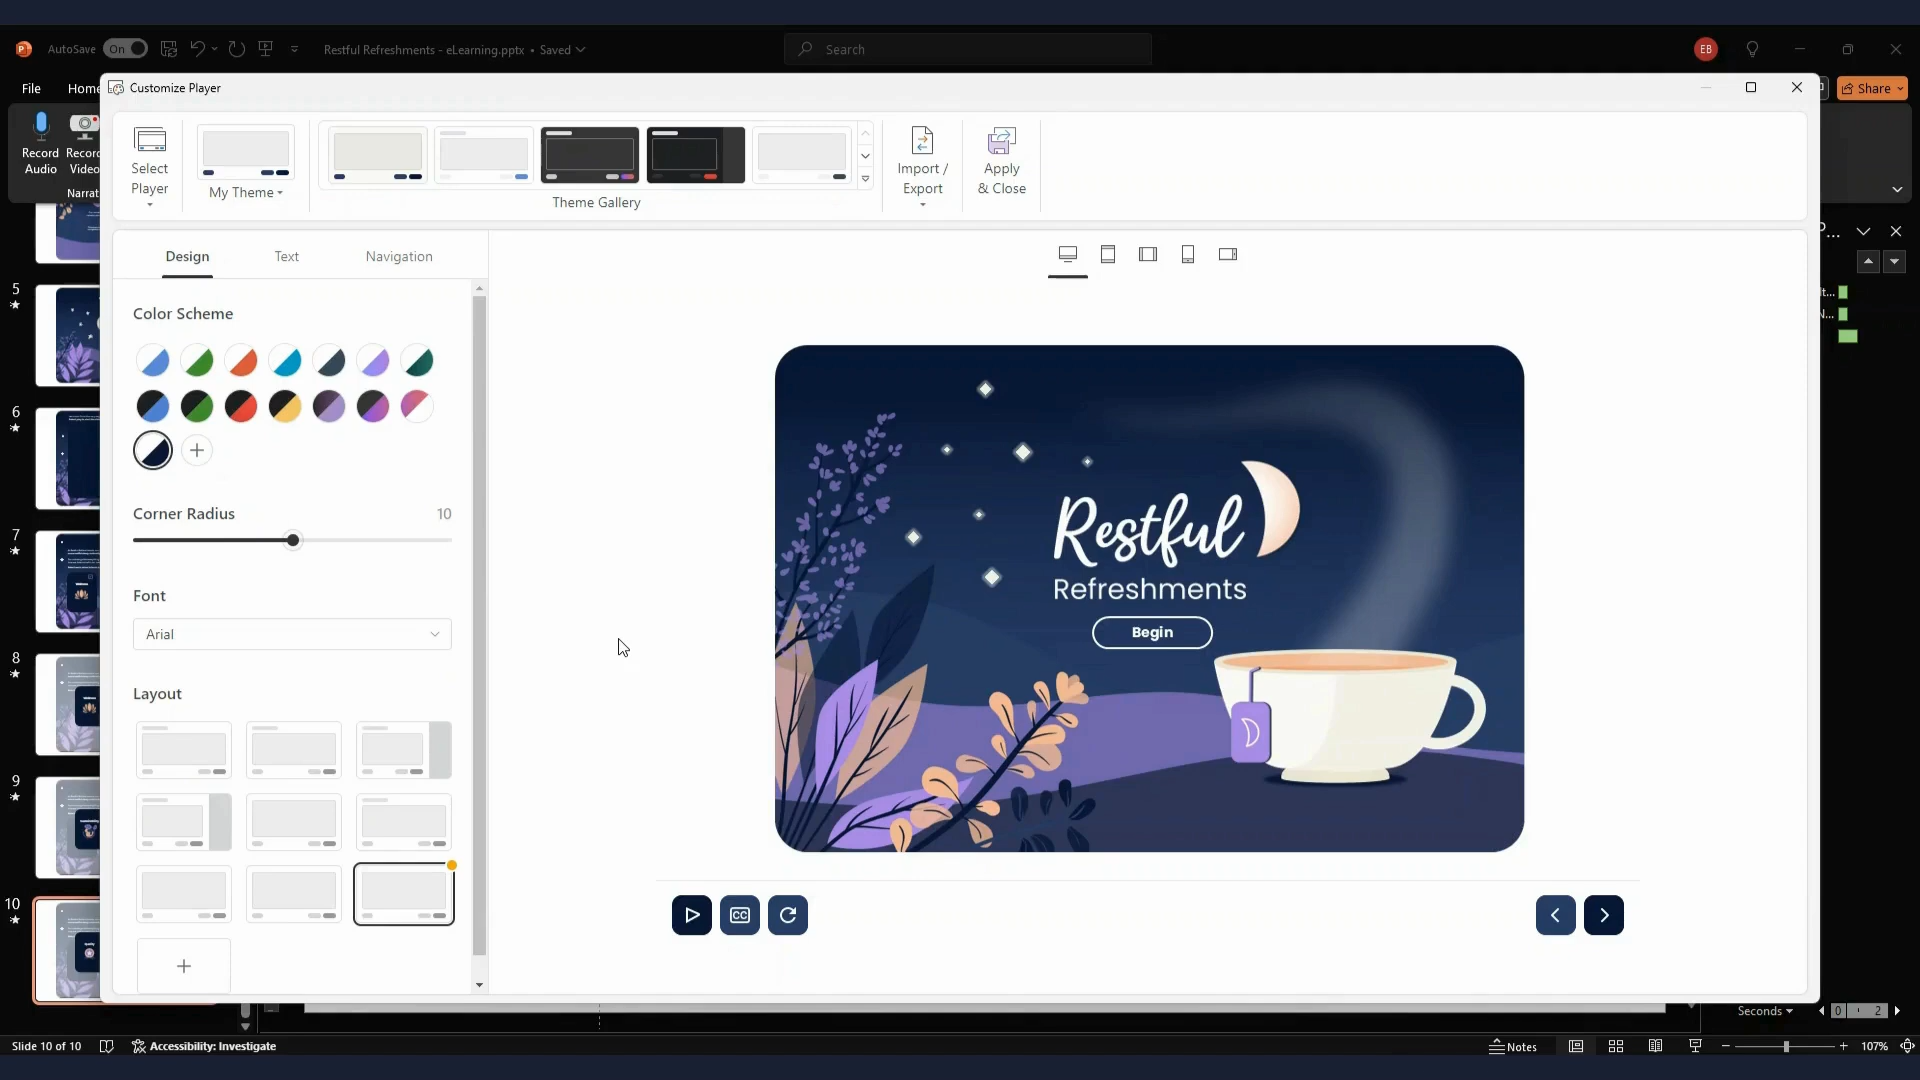 AutoSave On
Restful Refreshments - eLearning.pptx • Saved
Search
EB
File
Home
Share
Customize Player
Record Audio
Record Video
Narrat
Select Player
My Theme
Theme Gallery
Import / Export
Apply & Close
Design
Text
Navigation
Color Scheme
Corner Radius
10
Font
Arial
Layout
Restful
Refreshments
Begin
CC
5
6
7
8
9
10
Seconds
0
2
Slide 10 of 10
Accessibility: Investigate
Notes
107%